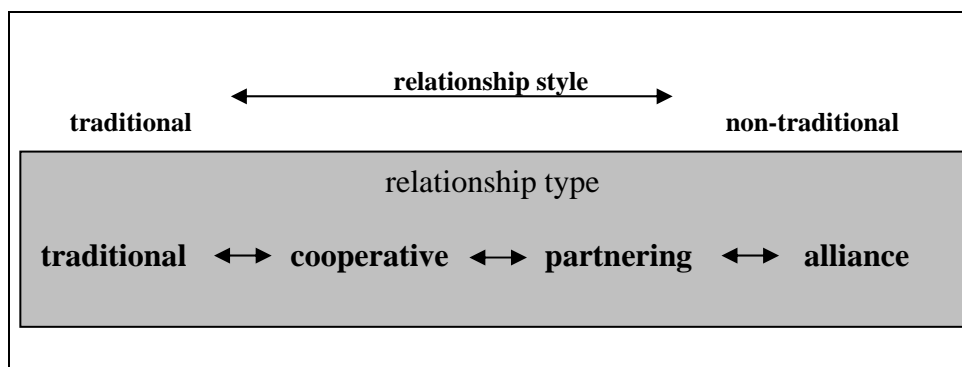 relationship style
traditional non-traditional
relationship type
traditional cooperative partnering alliance